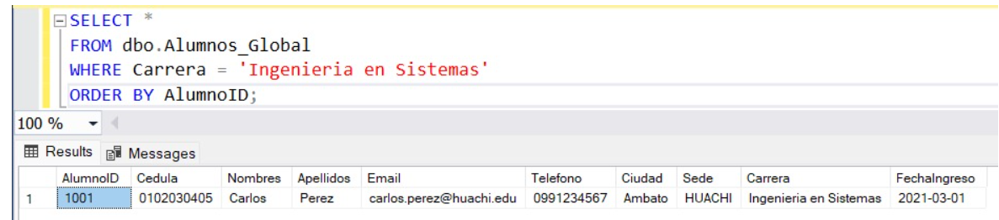 SELECT *
FROM dbo.Alumnos_Global
WHERE Carrera = 'Ingenieria en Sistemas'
ORDER BY AlumnoID;
100 %
Results Messages
AlumnoID Cedula Nombres Apellidos Email Telefono Ciudad Sede Carrera FechaIngreso
1 1001 0102030405 Carlos Perez carlos.perez@huachi.edu 0991234567 Ambato HUACHI Ingenieria en Sistemas 2021-03-01